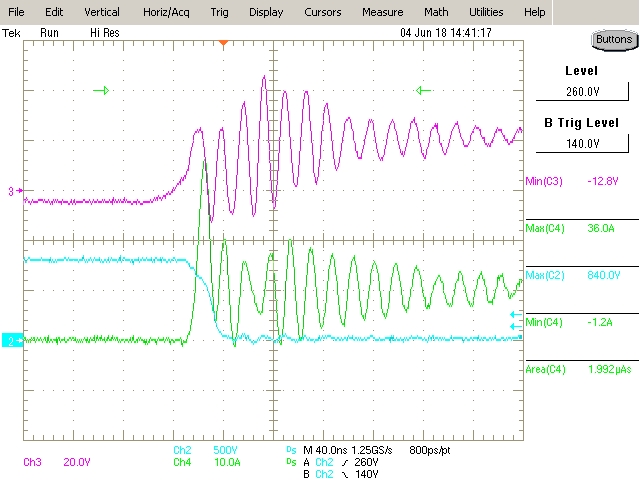 File Edit Vertical Horiz/Acq Trig Display Cursors Measure Math Utilities Help
Tek Run Hi Res 04 Jun 18 14:41:17
Buttons
Level
260.0V
B Trig Level
140.0V
Min(C3) -12.8V
3
Max(C4) 36.0A
Max(C2) 840.0V
Min(C4) -1.2A
2
Area(C4) 1.992µAs
Ch2 500V Ds M 40.0ns 1.25GS/s 800ps/pt
Ch3 20.0V Ch4 10.0A Ds A Ch2 260V
B Ch2 140V